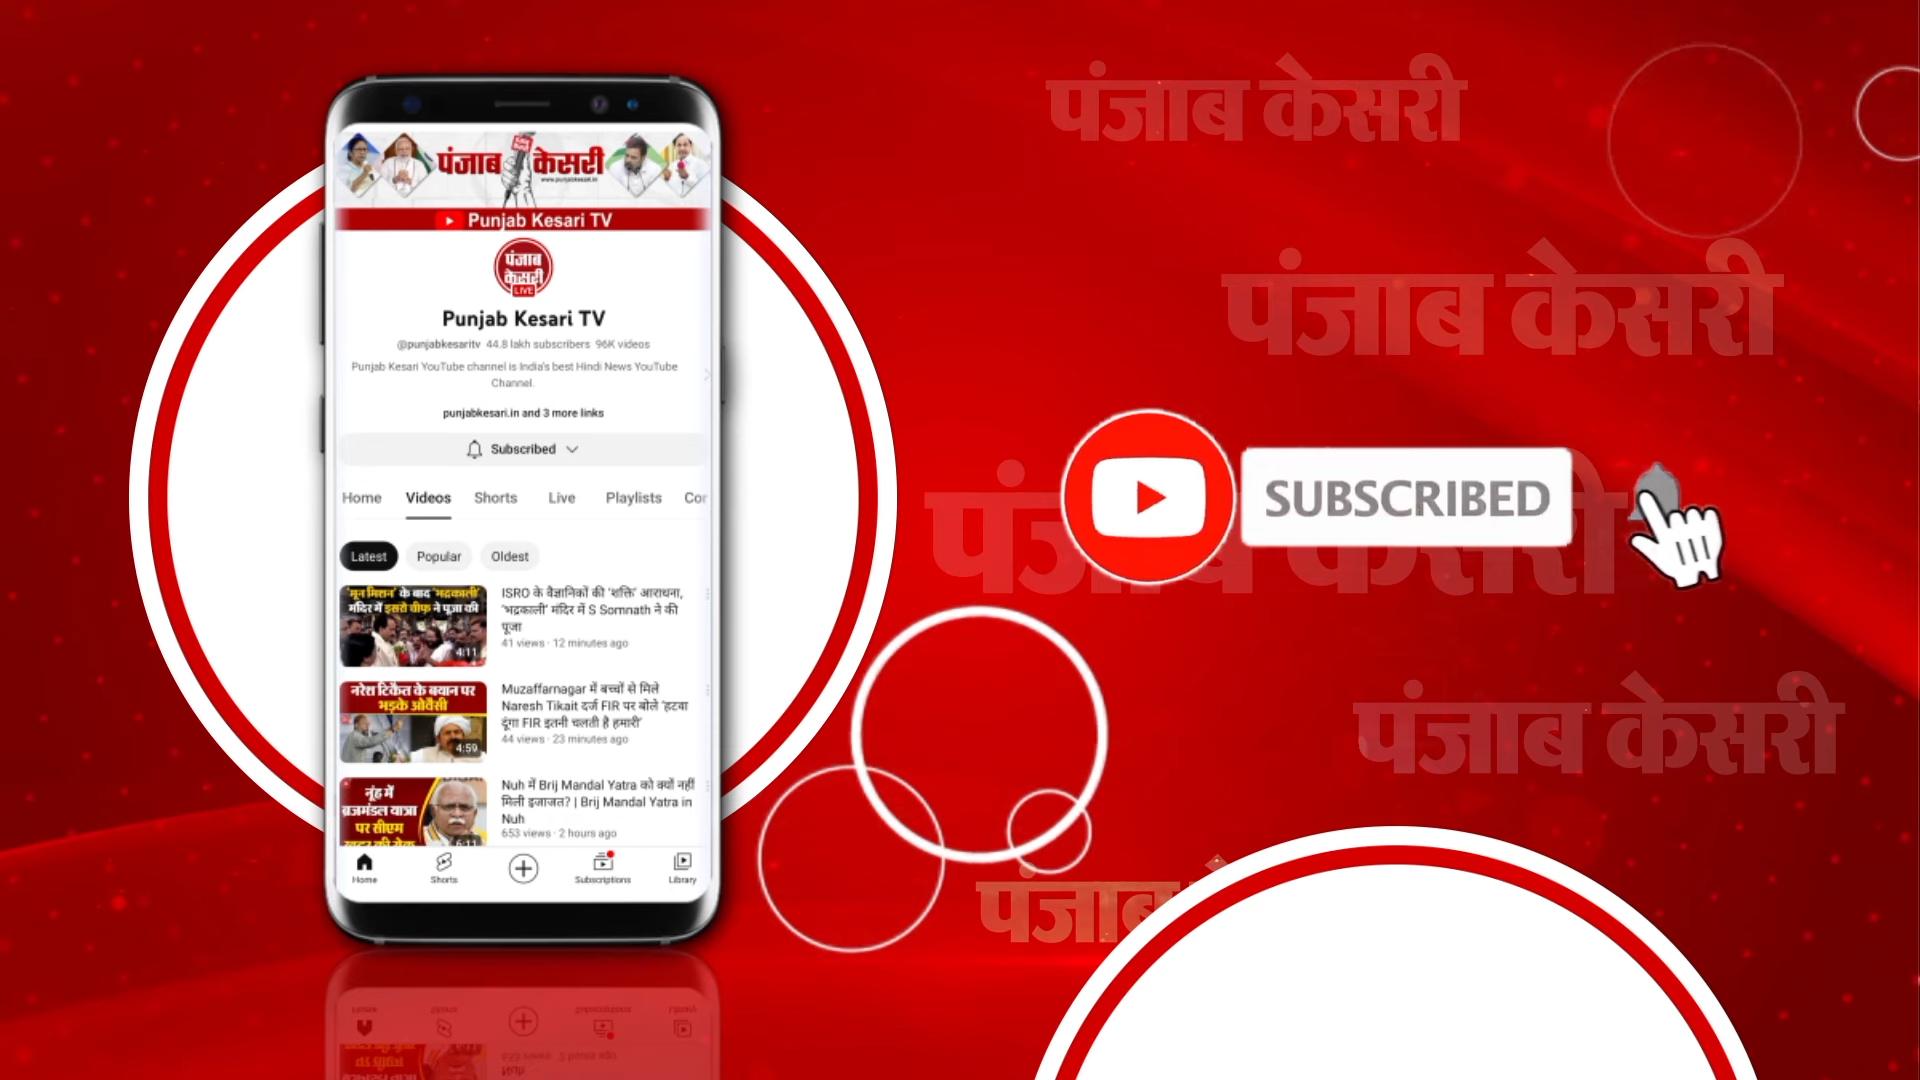 पंजाब केसरी
www.punjabkesari.in
Punjab Kesari TV
पंजाब
केसरी
LIVE
Punjab Kesari TV
@punjabkesaritv 44.8 lakh subscribers 96K videos
Punjab Kesari YouTube channel is India's best Hindi News YouTube
Channel.
punjabkesari.in and 3 more links
Subscribed
Home Videos Shorts Live Playlists Cor
Latest Popular Oldest
'मून मिशन' के बाद 'भद्रकाली'
मंदिर में इसरो चीफ ने पूजा की
4:11
ISRO के वैज्ञानिकों की 'शक्ति' आराधना,
'भद्रकाली' मंदिर में S Somnath ने की
पूजा
41 views · 12 minutes ago
नरेश टिकैत के बयान पर
भड़के ओवैसी
4:59
Muzaffarnagar में बच्चों से मिले
Naresh Tikait दर्ज FIR पर बोले 'हटवा
दूंगा FIR इतनी चलती है हमारी'
44 views · 23 minutes ago
नूंह में
ब्रजमंडल यात्रा
पर सीएम
6:11
Nuh में Brij Mandal Yatra को क्यों नहीं
मिली इजाजत? | Brij Mandal Yatra in
Nuh
653 views · 2 hours ago
Home Shorts Subscriptions Library
पंजाब केसरी
पंजाब केसरी
SUBSCRIBED
पंजाब केसरी
पंजाब केसरी
पंजाब